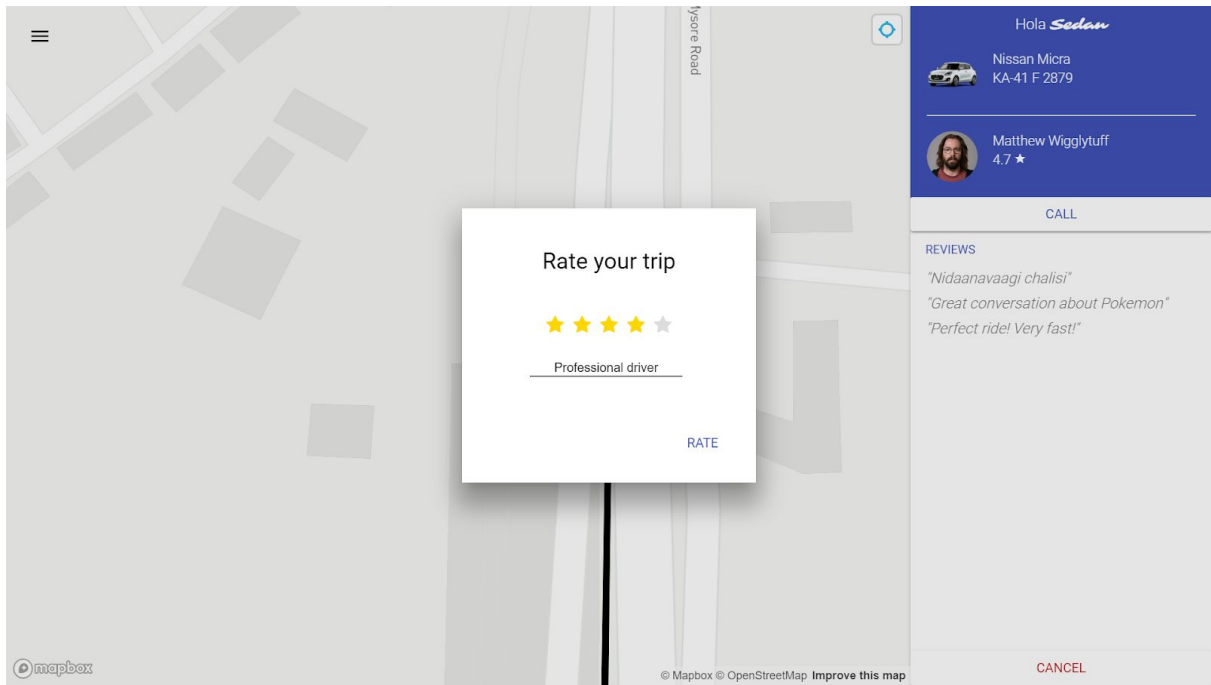 Mysore Road
Hola Sedan
Nissan Micra
KA-41 F 2879
Matthew Wigglytuff
4.7 ★
CALL
REVIEWS
"Nidaanavaagi chalisi"
"Great conversation about Pokemon"
"Perfect ride! Very fast!"
CANCEL
Rate your trip
Professional driver
RATE
mapbox
© Mapbox © OpenStreetMap Improve this map